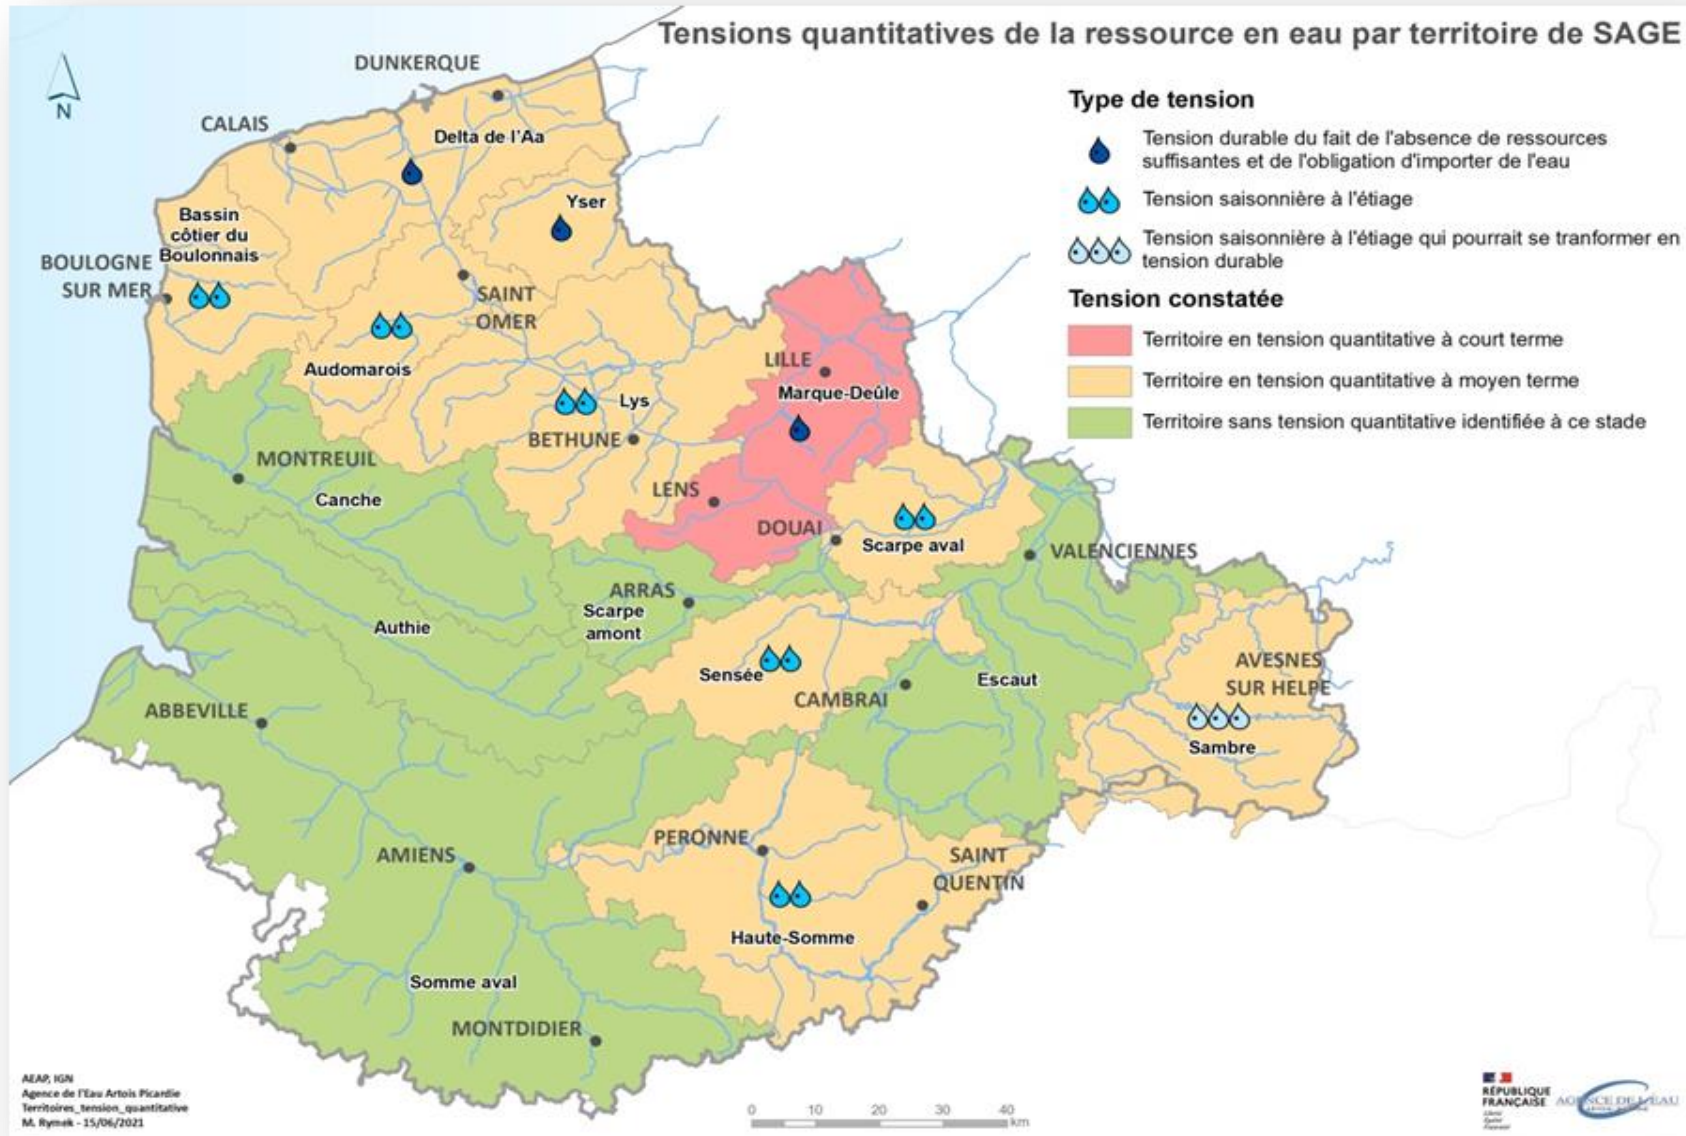 Tensions quantitatives de la ressource en eau par territoire de SAGE
N
Type de tension
Tension durable du fait de l'absence de ressources
suffisantes et de l'obligation d'importer de l'eau
Tension saisonnière à l'étiage
Tension saisonnière à l'étiage qui pourrait se tranformer en
tension durable
Tension constatée
Territoire en tension quantitative à court terme
Territoire en tension quantitative à moyen terme
Territoire sans tension quantitative identifiée à ce stade
DUNKERQUE
CALAIS
Delta de l'Aa
Yser
Bassin
côtier du
Boulonnais
BOULOGNE
SUR MER
SAINT
OMER
Audomarois
LILLE
Marque-Deûle
Lys
BETHUNE
MONTREUIL
Canche
LENS
DOUAI
Scarpe aval
VALENCIENNES
ARRAS
Scarpe
amont
Authie
Sensée
CAMBRAI
Escaut
AVESNES
SUR HELPE
Sambre
ABBEVILLE
PERONNE
AMIENS
SAINT
QUENTIN
Haute-Somme
Somme aval
MONTDIDIER
AEAP, IGN
Agence de l'Eau Artois Picardie
Territoires_tension_quantitative
M. Rymek - 15/06/2021
0 10 20 30 40
km
RÉPUBLIQUE
FRANÇAISE
Liberté
Égalité
Fraternité
AGENCE DE L'EAU